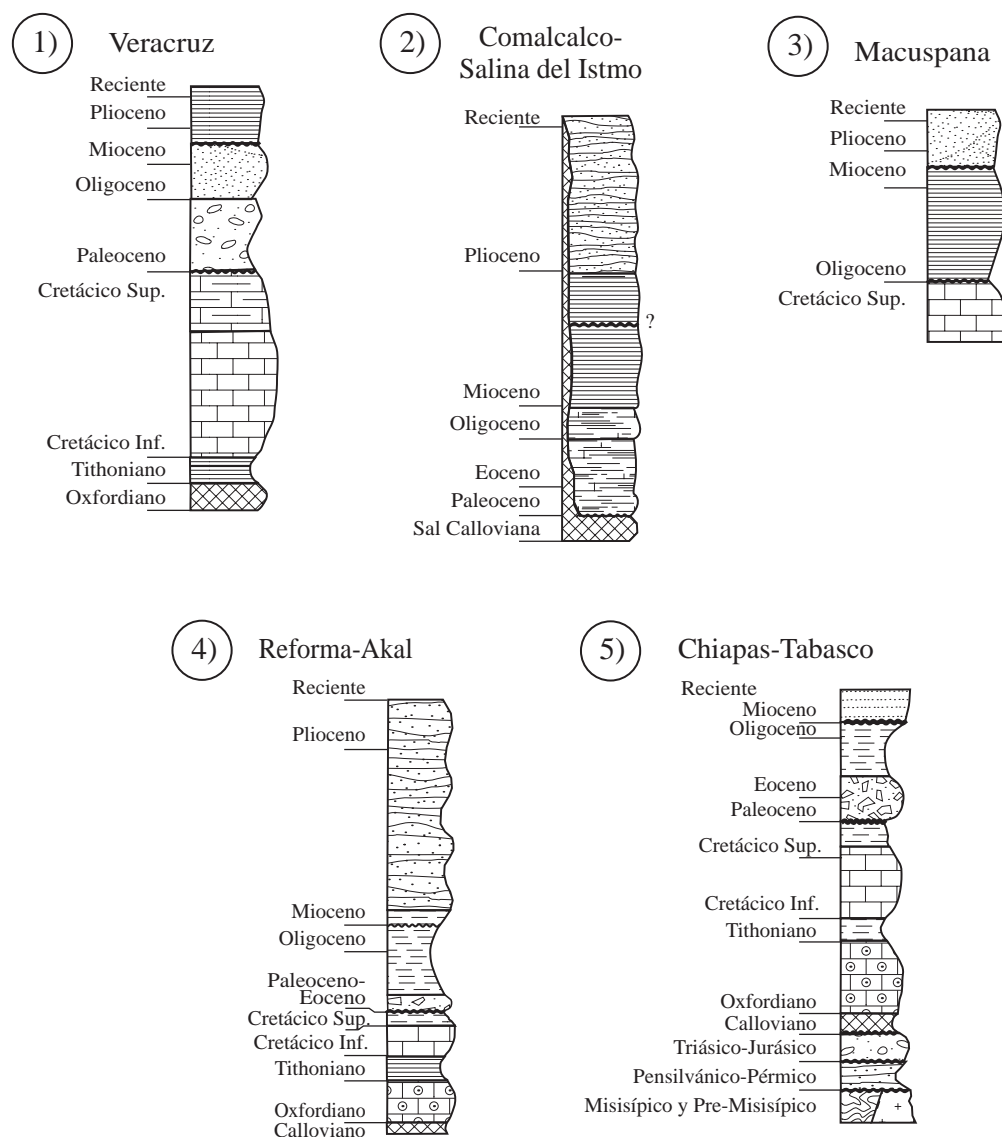 1)
Veracruz
Reciente
Plioceno
Mioceno
Oligoceno
Paleoceno
Cretácico Sup.
Cretácico Inf.
Tithoniano
Oxfordiano
2)
Comalcalco-
Salina del Istmo
Reciente
Plioceno
?
Mioceno
Oligoceno
Eoceno
Paleoceno
Sal Calloviana
3)
Macuspana
Reciente
Plioceno
Mioceno
Oligoceno
Cretácico Sup.
4)
Reforma-Akal
Reciente
Plioceno
Mioceno
Oligoceno
Paleoceno-
Eoceno
Cretácico Sup.
Cretácico Inf.
Tithoniano
Oxfordiano
Calloviano
5)
Chiapas-Tabasco
Reciente
Mioceno
Oligoceno
Eoceno
Paleoceno
Cretácico Sup.
Cretácico Inf.
Tithoniano
Oxfordiano
Calloviano
Triásico-Jurásico
Pensilvánico-Pérmico
Misisípico y Pre-Misisípico